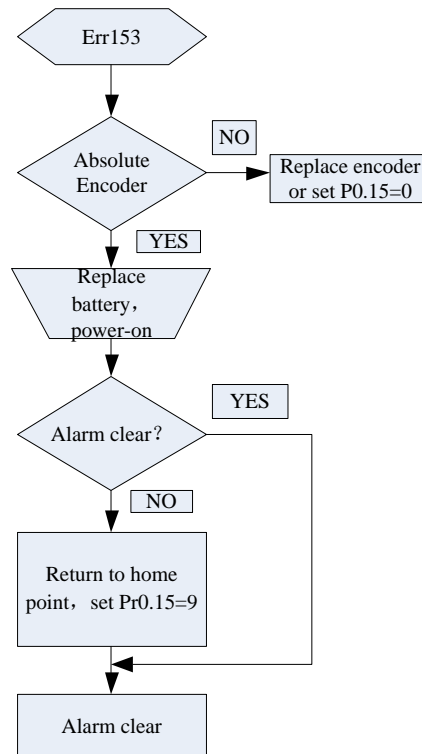 Err153
NO
Absolute
Encoder
Replace encoder
or set P0.15=0
YES
Replace
battery，
power-on
YES
Alarm clear？
NO
Return to home
point，set Pr0.15=9
Alarm clear